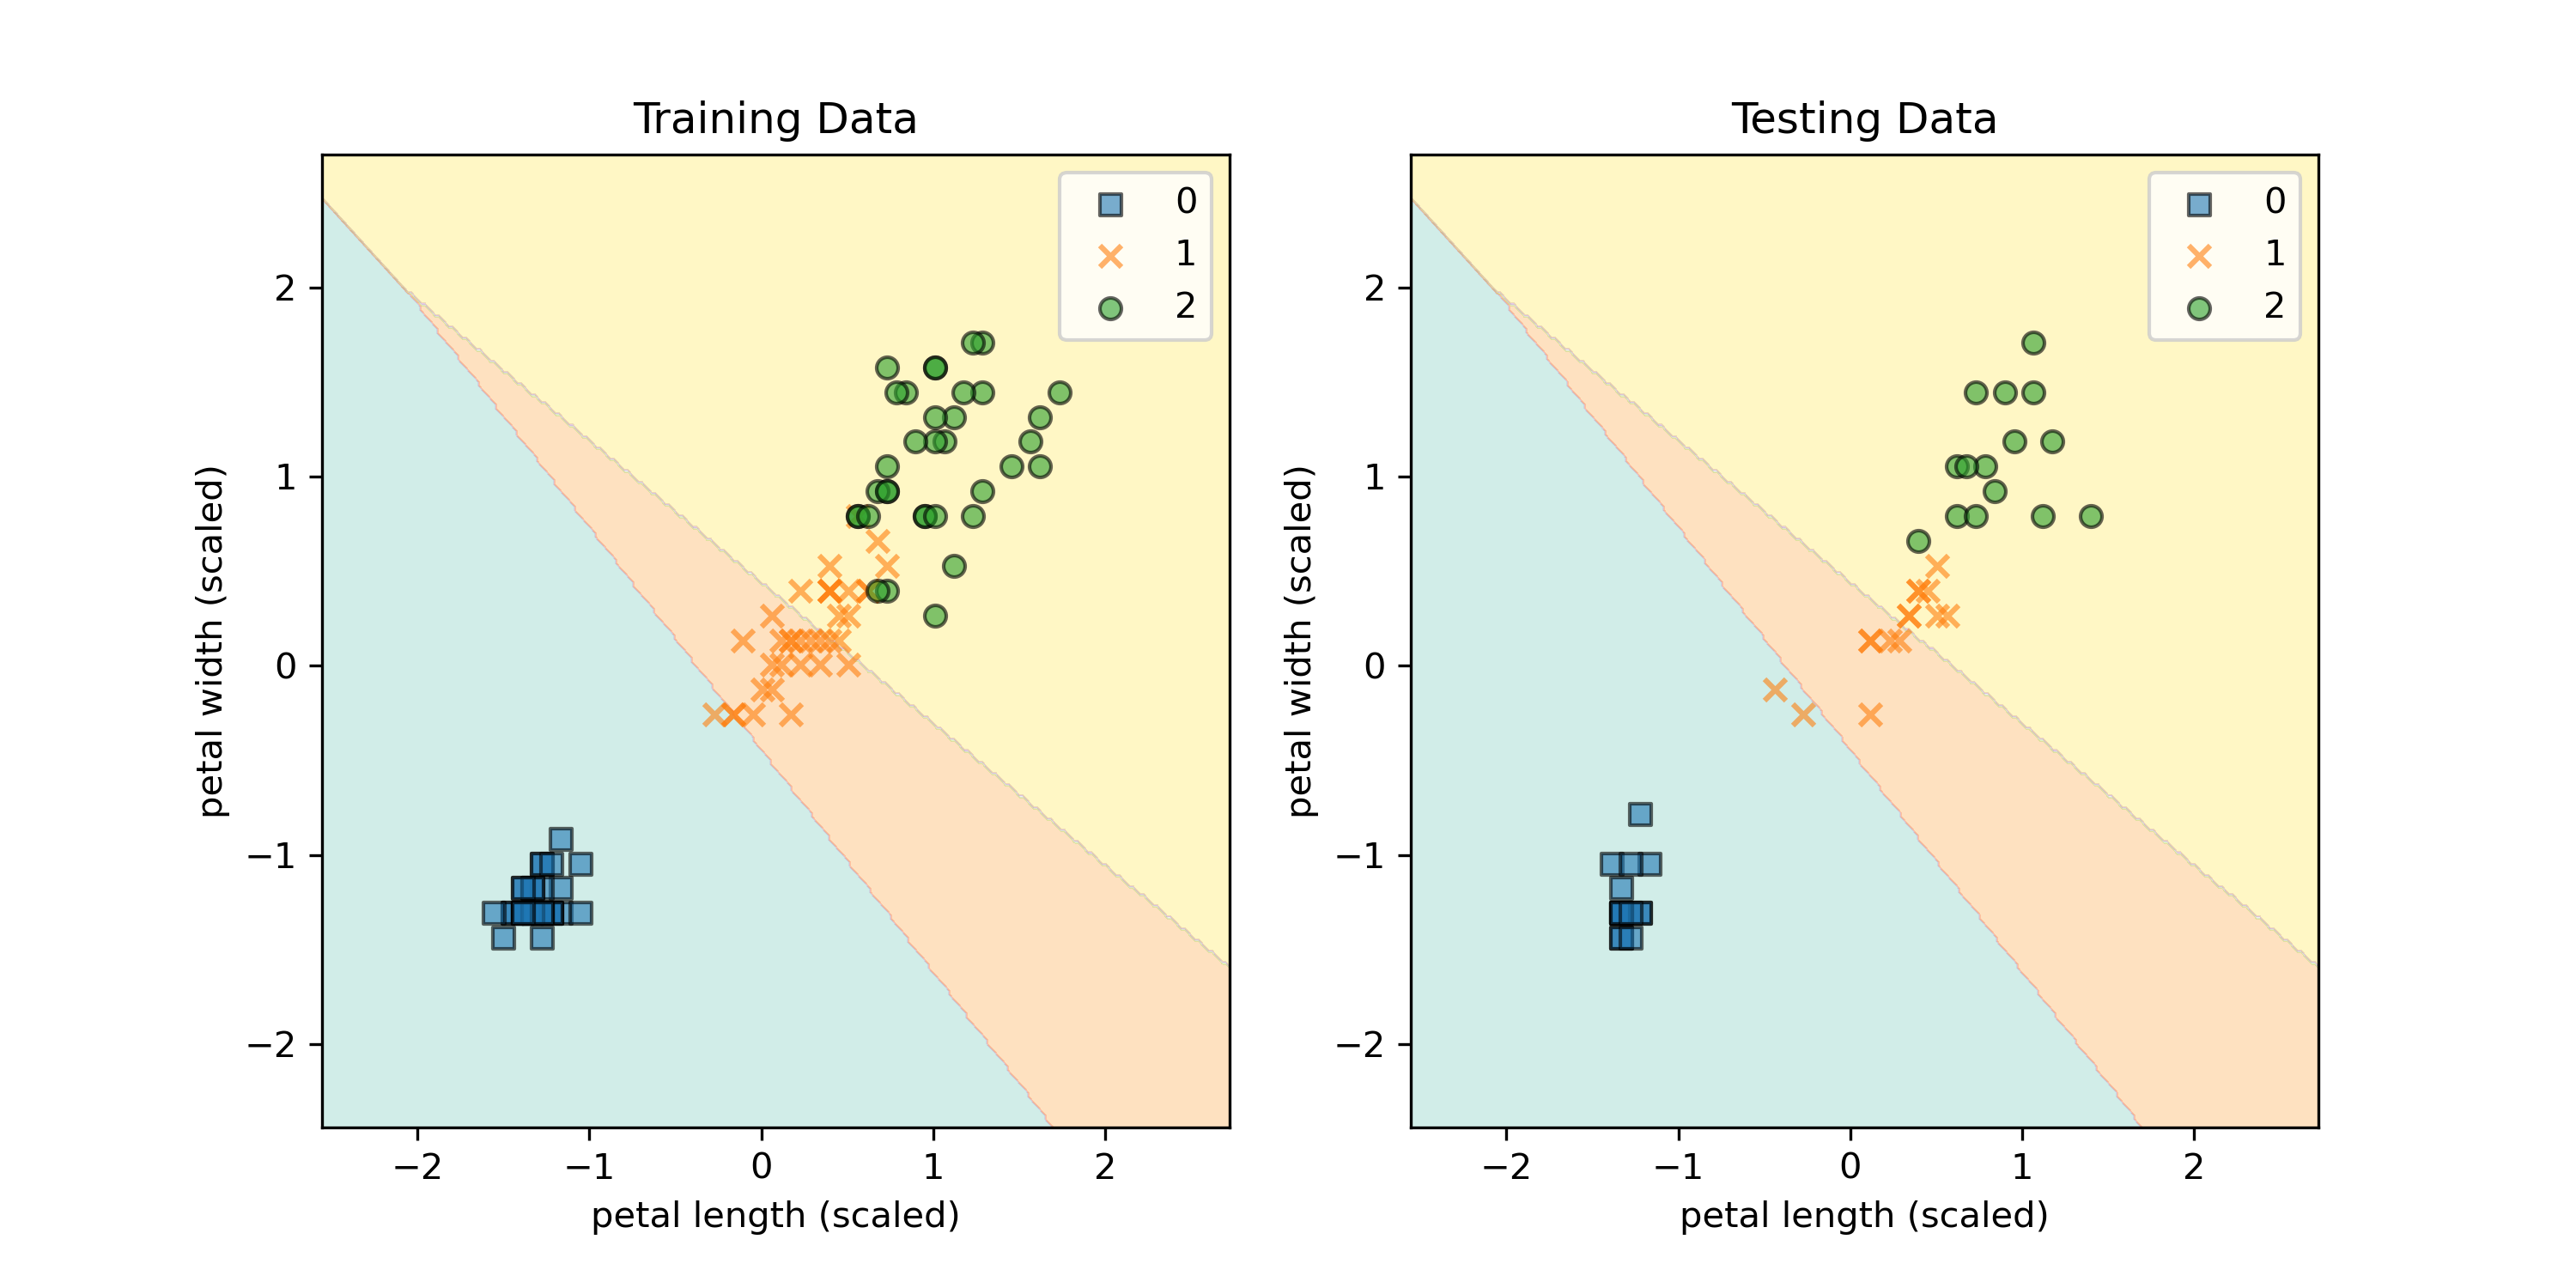 Training Data
0
1
2
2
1
0
−1
−2
−2 −1 0 1 2
petal width (scaled)
petal length (scaled)
Testing Data
0
1
2
2
1
0
−1
−2
−2 −1 0 1 2
petal width (scaled)
petal length (scaled)